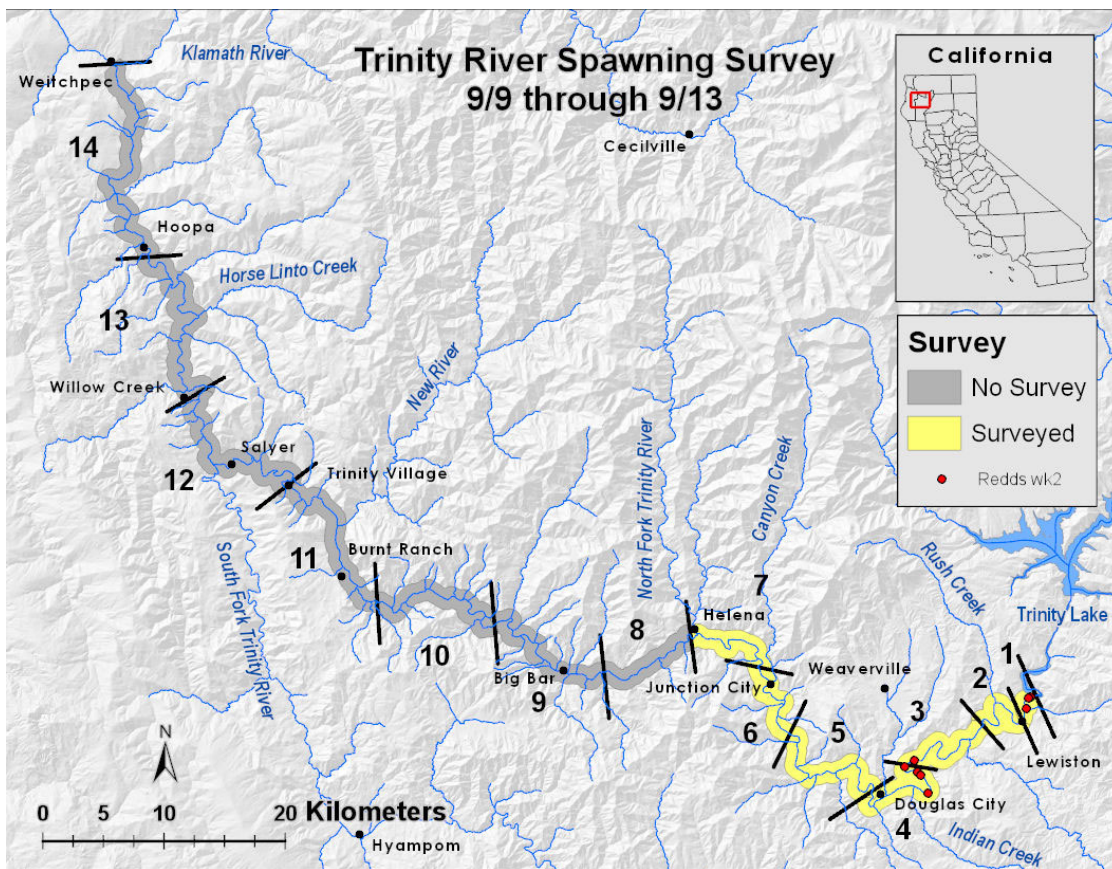 Trinity River Spawning Survey
9/9 through 9/13
Klamath River
Weitchpec
14
Cecilville
Hoopa
Horse Linto Creek
13
Willow Creek
New River
Salyer
12
Trinity Village
North Fork Trinity River
Canyon Creek
11
Burnt Ranch
South Fork Trinity River
10
Big Bar
9
8
Helena
7
Junction City
Weaverville
6
5
Rush Creek
Trinity Lake
1
2
3
Lewiston
Douglas City
4
Indian Creek
N
0 5 10 20 Kilometers
Hyampom
California
Survey
No Survey
Surveyed
Redds wk2